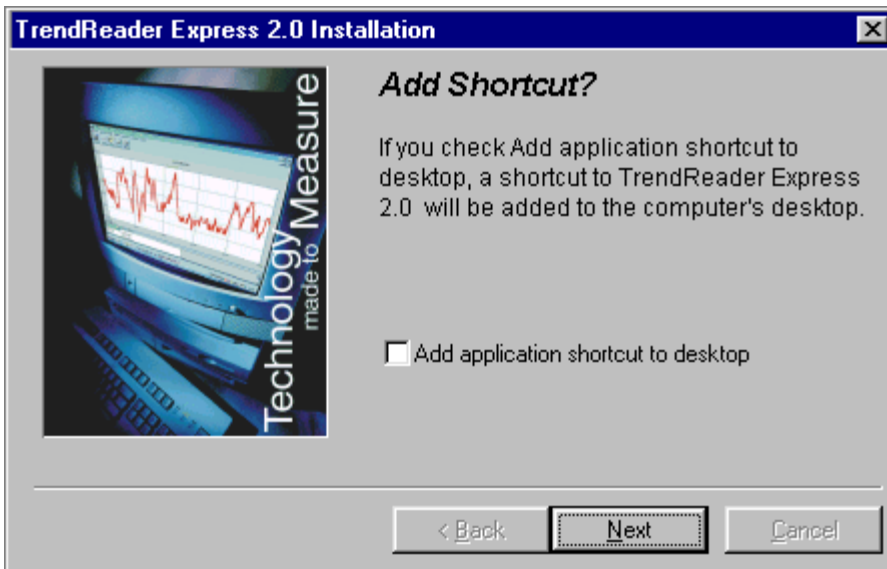 TrendReader Express 2.0 Installation
Technology
made to Measure
Add Shortcut?
If you check Add application shortcut to
desktop, a shortcut to TrendReader Express
2.0 will be added to the computer's desktop.
Add application shortcut to desktop
< Back
Next
Cancel